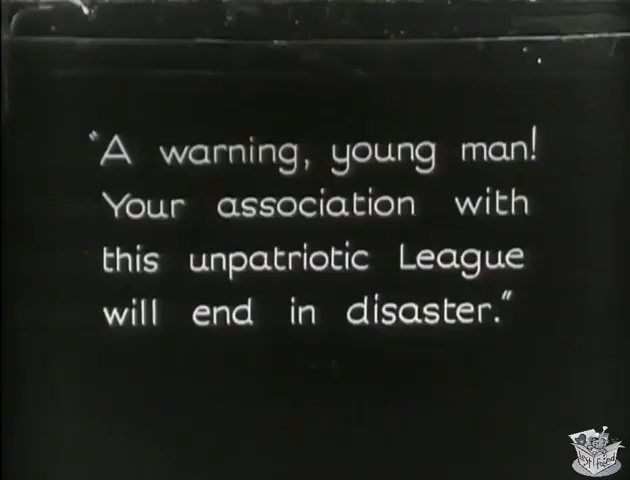 "A warning, young man!
Your association with
this unpatriotic League
will end in disaster."